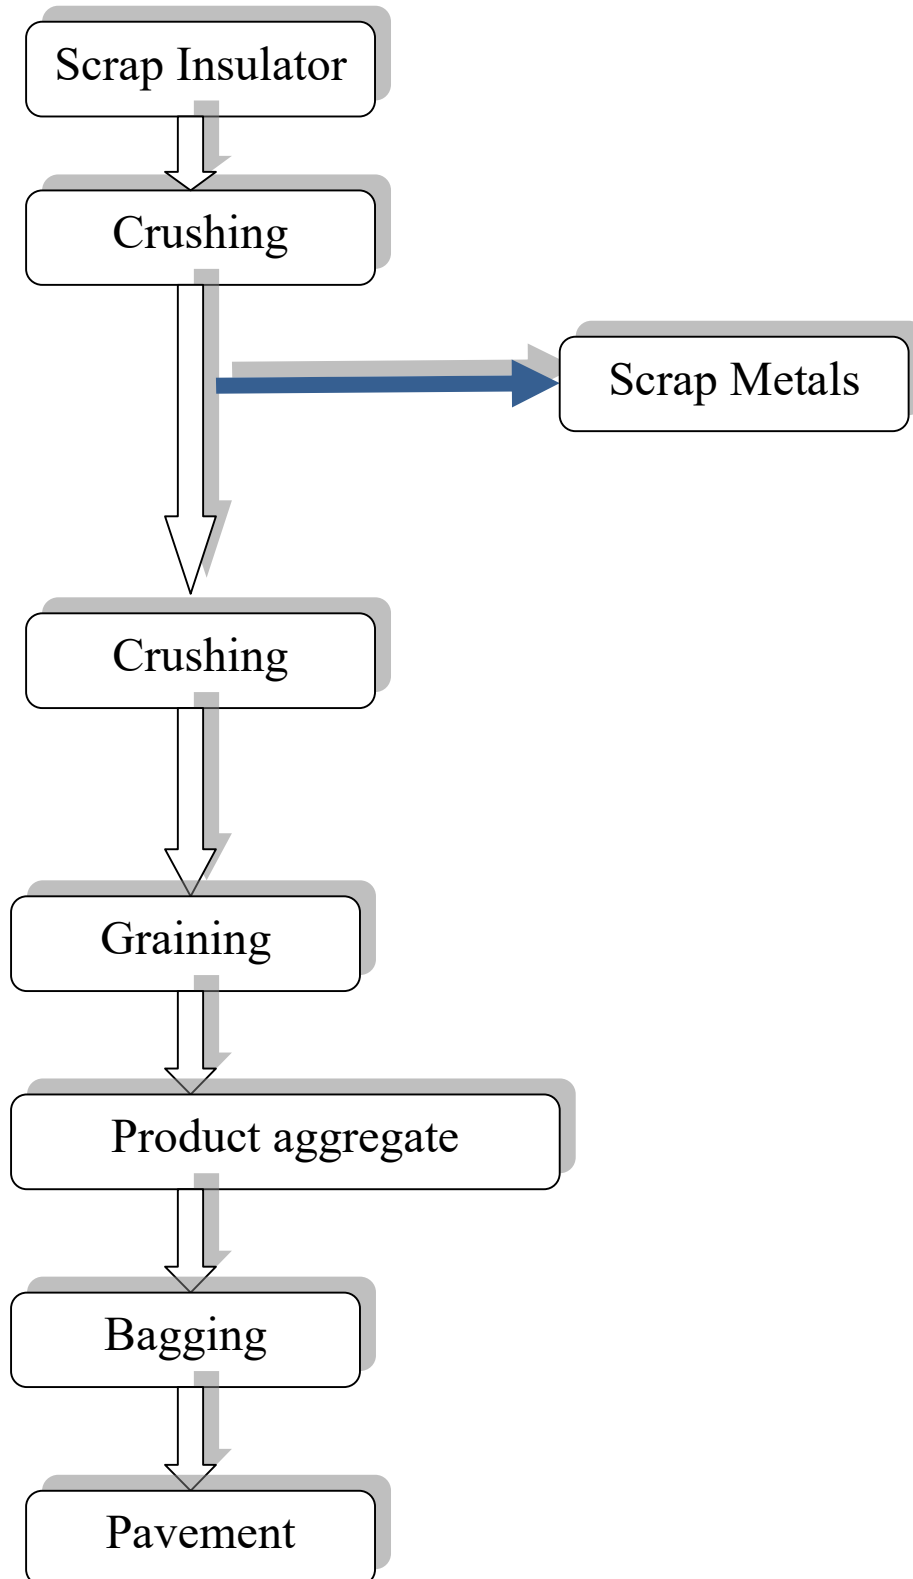 Scrap Insulator
Crushing
Scrap Metals
Crushing
Graining
Product aggregate
Bagging
Pavement